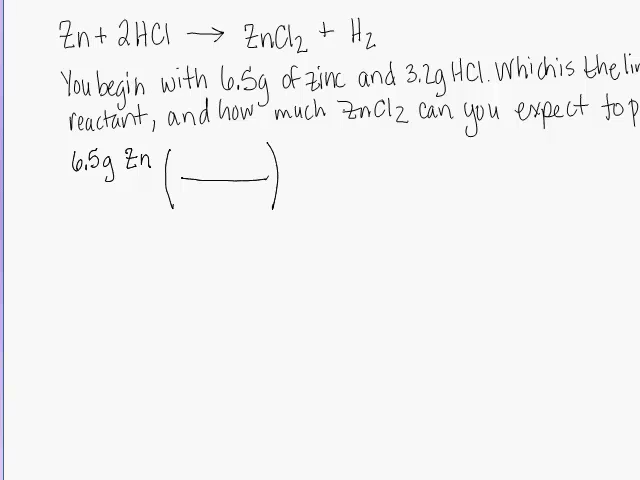 Zn + 2HCl → ZnCl₂ + H₂
You begin with 6.5g of zinc and 3.2g HCl. Which is the
reactant, and how much ZnCl₂ can you expect to
6.5g Zn